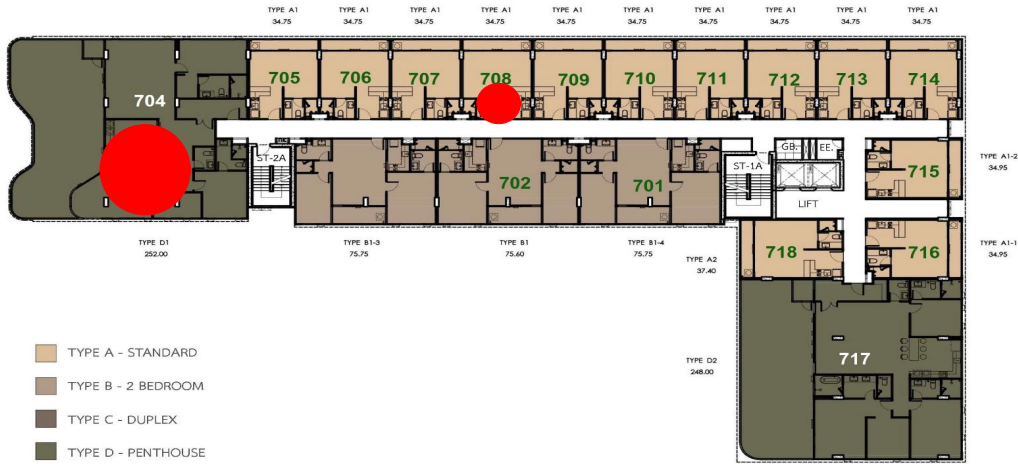 TYPE A1 TYPE A1 TYPE A1 TYPE A1 TYPE A1 TYPE A1 TYPE A1 TYPE A1 TYPE A1 TYPE A1
34.75 34.75 34.75 34.75 34.75 34.75 34.75 34.75 34.75 34.75
705 706 707 708 709 710 711 712 713 714
704
ST-2A
GB. EE.
ST-1A
702 701
715
TYPE A1-2
34.95
LIFT
TYPE D1
252.00
TYPE B1-3
75.75
TYPE B1
75.60
TYPE B1-4
75.75
TYPE A2
37.40
718 716
TYPE A1-1
34.95
TYPE D2
248.00
717
TYPE A - STANDARD
TYPE B - 2 BEDROOM
TYPE C - DUPLEX
TYPE D - PENTHOUSE